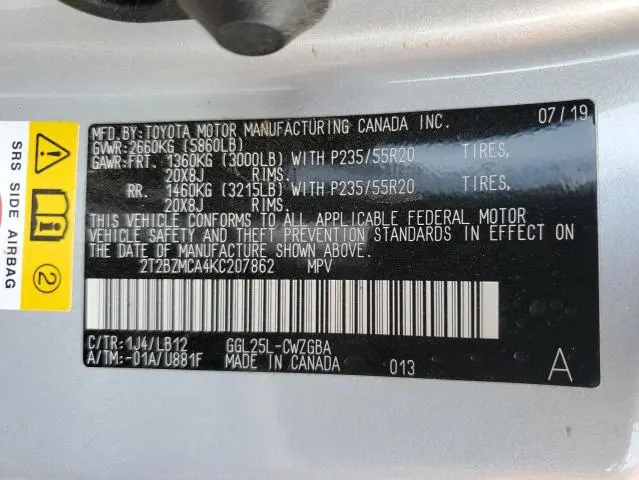 MFD.BY:TOYOTA MOTOR MANUFACTURING CANADA INC. 07/19
GVWR:2660KG (5860LB)
GAWR:FRT. 1360KG (3000LB) WITH P235/55R20 TIRES,
20X8J RIMS.
RR. 1460KG (3215LB) WITH P235/55R20 TIRES,
20X8J RIMS.
THIS VEHICLE CONFORMS TO ALL APPLICABLE FEDERAL MOTOR
VEHICLE SAFETY AND THEFT PREVENTION STANDARDS IN EFFECT ON
THE DATE OF MANUFACTURE SHOWN ABOVE.
2T2BZMCA4KC207862 MPV
C/TR:1J4/LB12 GGL25L-CWZGBA
A/TM:-01A/U881F MADE IN CANADA 013 A
SRS SIDE AIRBAG
2